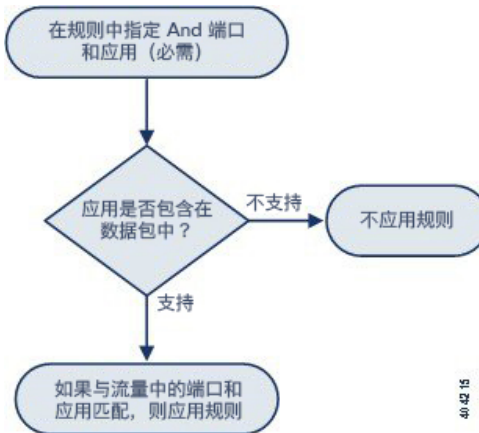 在规则中指定 And 端口
和应用（必需）
应用是否包含在
数据包中？
不支持
不应用规则
支持
如果与流量中的端口和
应用匹配，则应用规则
404215